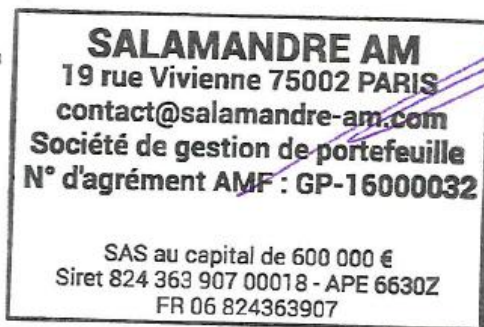 SALAMANDRE AM
19 rue Vivienne 75002 PARIS
contact@salamandre-am.com
Société de gestion de portefeuille
N° d'agrément AMF : GP-16000032
SAS au capital de 600 000 €
Siret 824 363 907 00018 - APE 6630Z
FR 06 824363907